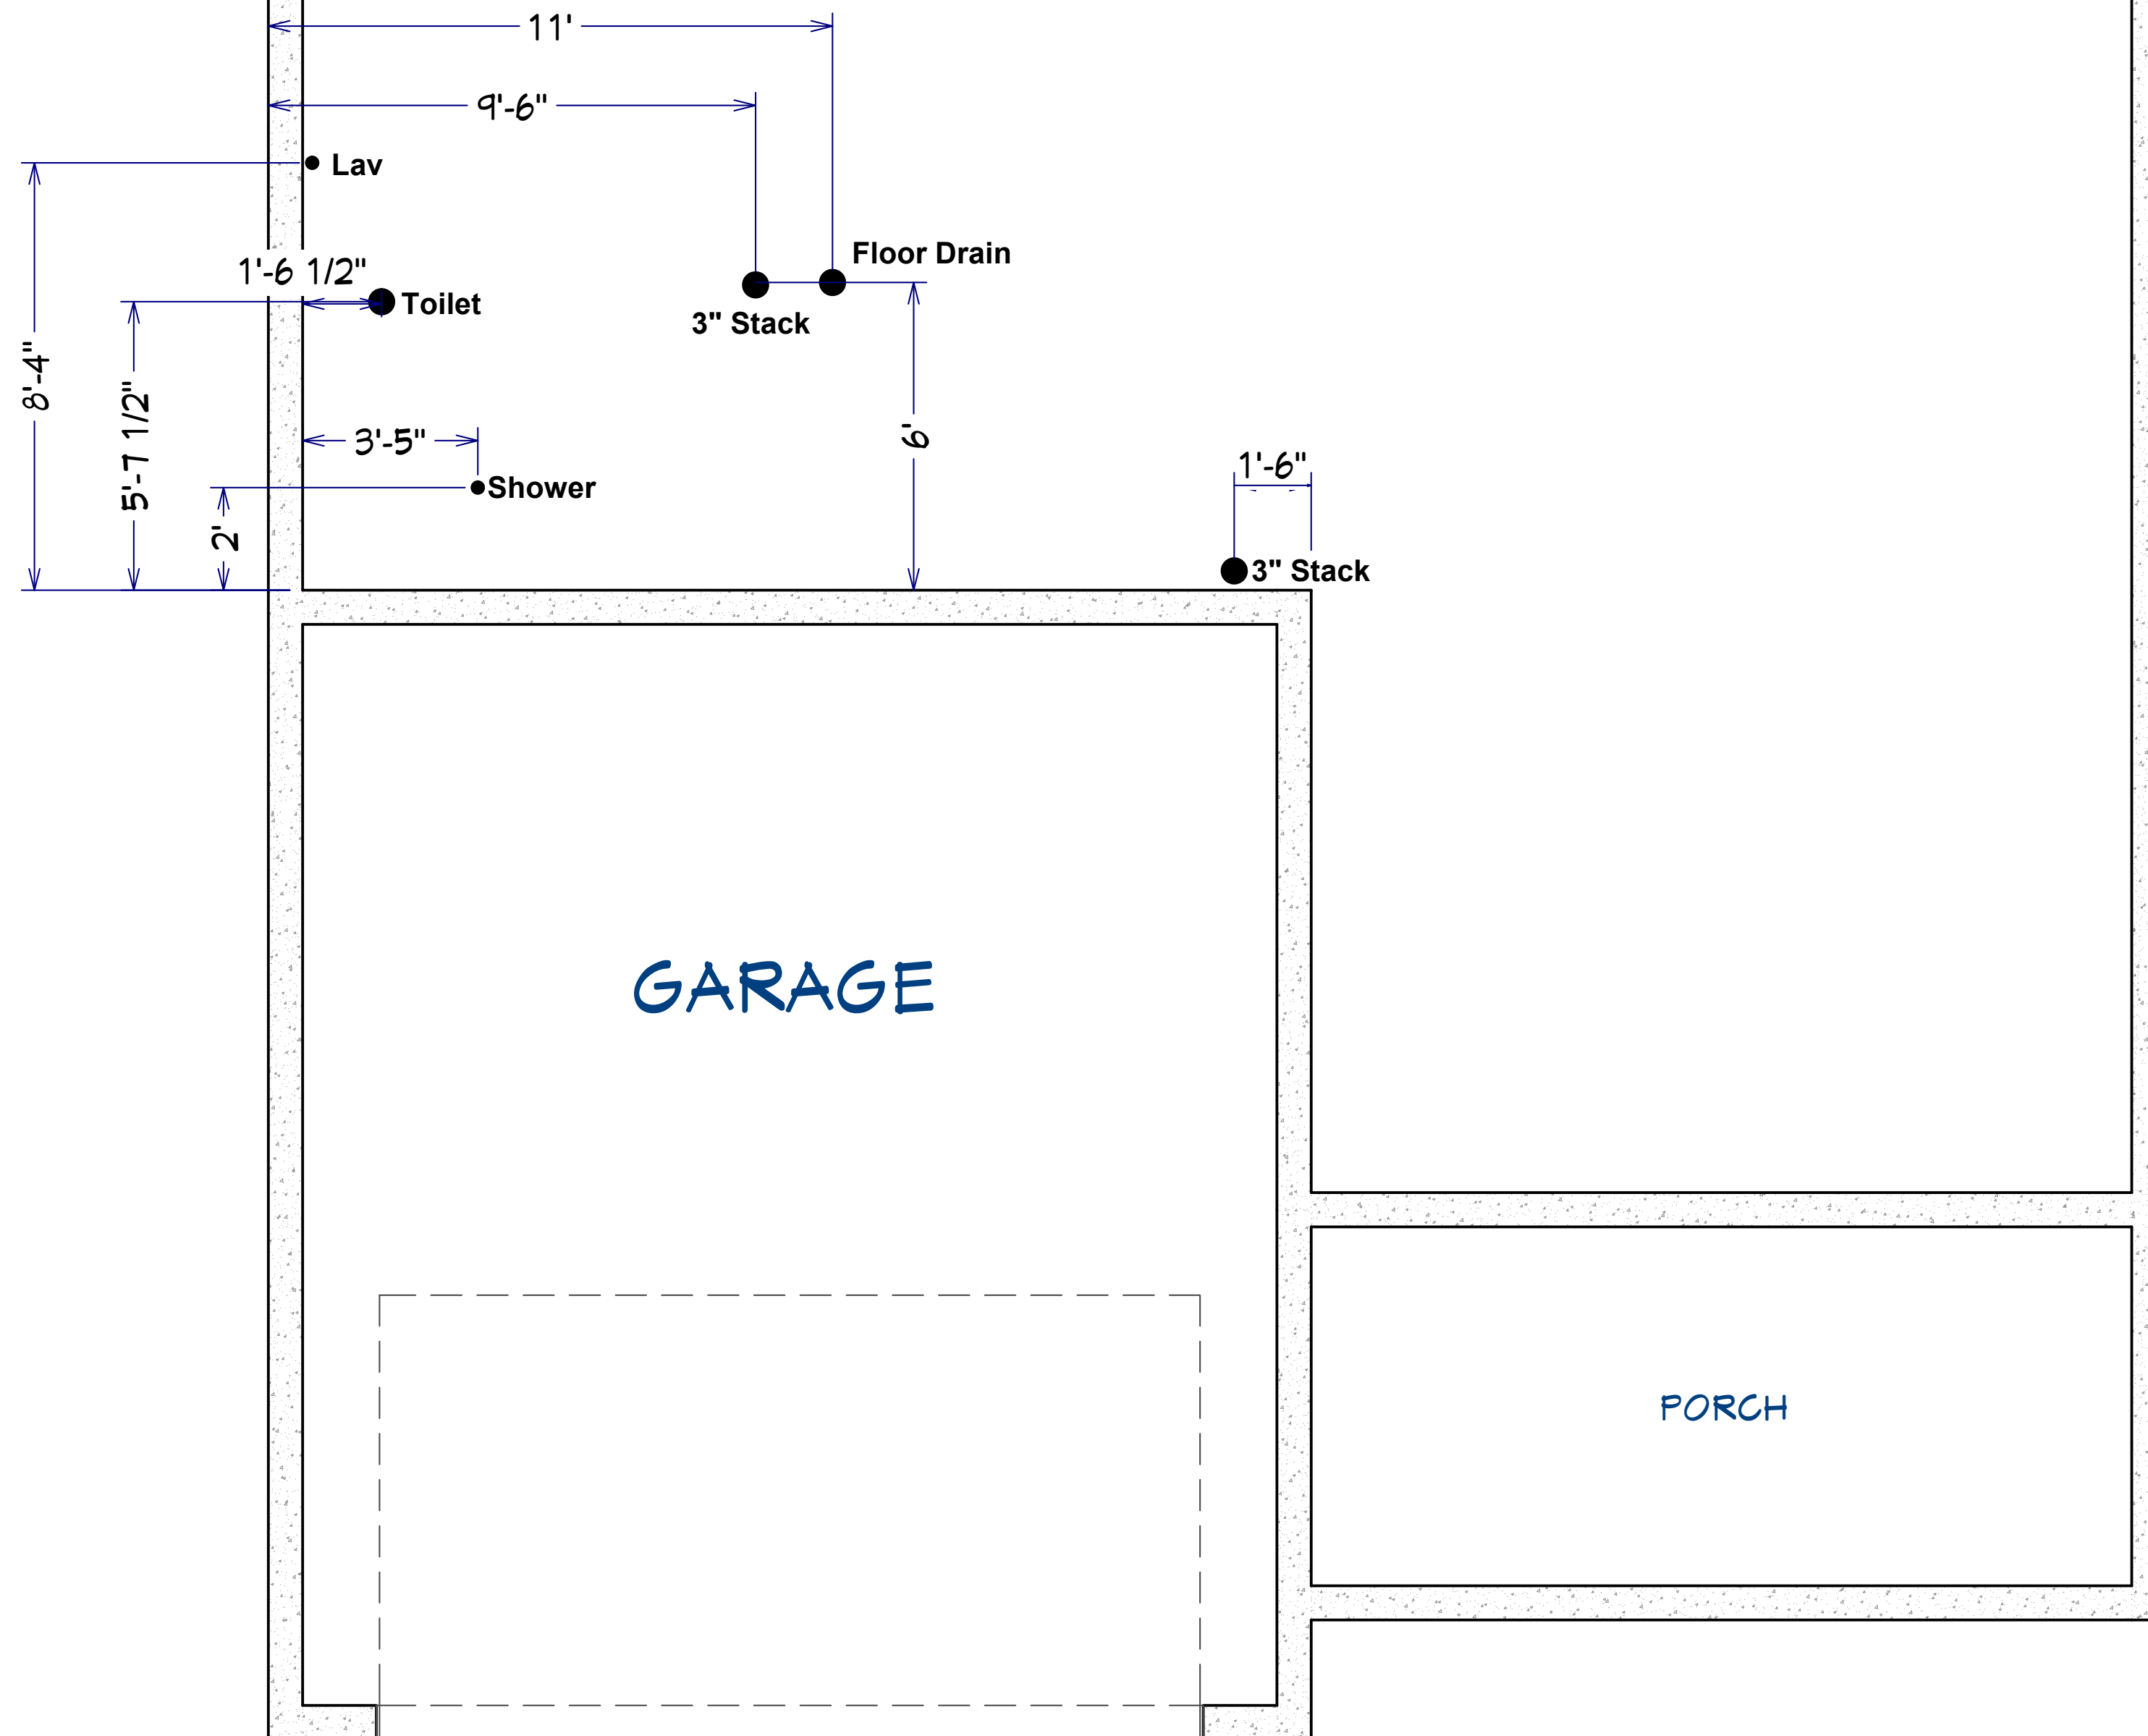 11'
9'-6"
Lav
Floor Drain
1'-6 1/2"
Toilet
3" Stack
8'-4"
5'-7 1/2"
3'-5"
6'
1'-6"
Shower
2'
3" Stack
GARAGE
PORCH